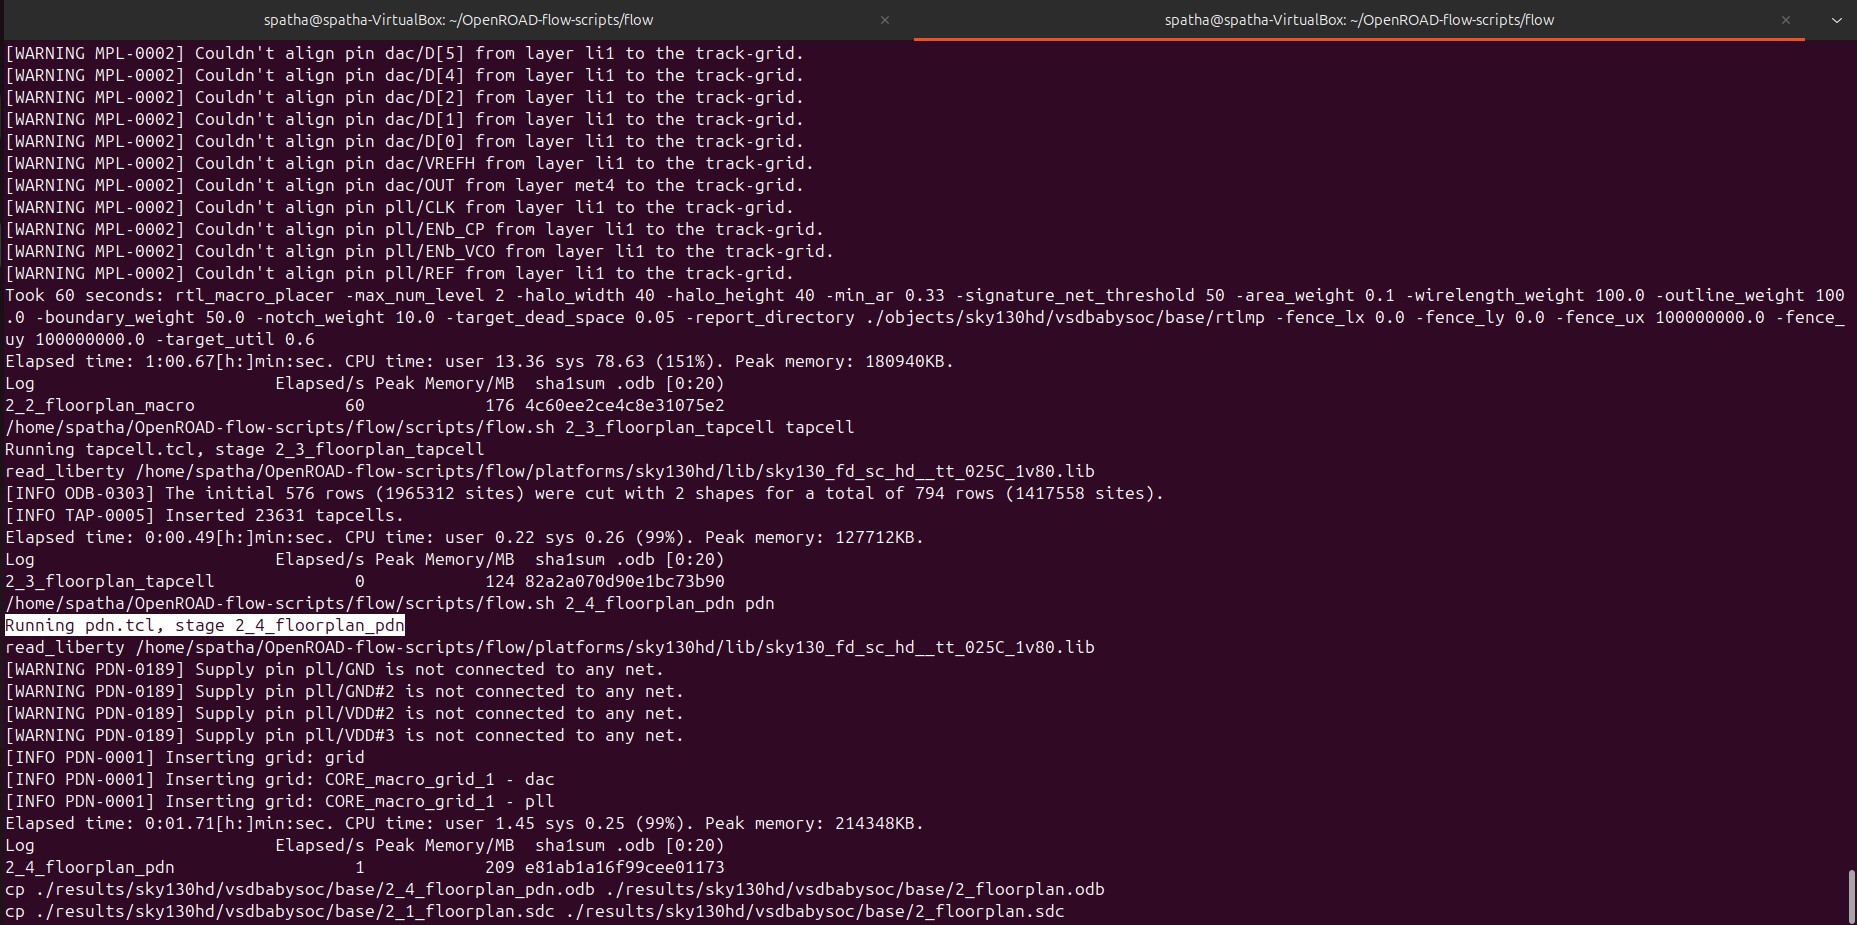 spatha@spatha-VirtualBox: ~/OpenROAD-flow-scripts/flow
spatha@spatha-VirtualBox: ~/OpenROAD-flow-scripts/flow
[WARNING MPL-0002] Couldn't align pin dac/D[5] from layer li1 to the track-grid.
[WARNING MPL-0002] Couldn't align pin dac/D[4] from layer li1 to the track-grid.
[WARNING MPL-0002] Couldn't align pin dac/D[2] from layer li1 to the track-grid.
[WARNING MPL-0002] Couldn't align pin dac/D[1] from layer li1 to the track-grid.
[WARNING MPL-0002] Couldn't align pin dac/D[0] from layer li1 to the track-grid.
[WARNING MPL-0002] Couldn't align pin dac/VREFH from layer li1 to the track-grid.
[WARNING MPL-0002] Couldn't align pin dac/OUT from layer met4 to the track-grid.
[WARNING MPL-0002] Couldn't align pin pll/CLK from layer li1 to the track-grid.
[WARNING MPL-0002] Couldn't align pin pll/ENb_CP from layer li1 to the track-grid.
[WARNING MPL-0002] Couldn't align pin pll/ENb_VCO from layer li1 to the track-grid.
[WARNING MPL-0002] Couldn't align pin pll/REF from layer li1 to the track-grid.
Took 60 seconds: rtl_macro_placer -max_num_level 2 -halo_width 40 -halo_height 40 -min_ar 0.33 -signature_net_threshold 50 -area_weight 0.1 -wirelength_weight 100.0 -outline_weight 100
.0 -boundary_weight 50.0 -notch_weight 10.0 -target_dead_space 0.05 -report_directory ./objects/sky130hd/vsdbabysoc/base/rtlmp -fence_lx 0.0 -fence_ly 0.0 -fence_ux 100000000.0 -fence_
uy 100000000.0 -target_util 0.6
Elapsed time: 1:00.67[h:]min:sec. CPU time: user 13.36 sys 78.63 (151%). Peak memory: 180940KB.
Log                        Elapsed/s Peak Memory/MB  sha1sum .odb [0:20)
2_2_floorplan_macro               60            176 4c60ee2ce4c8e31075e2
/home/spatha/OpenROAD-flow-scripts/flow/scripts/flow.sh 2_3_floorplan_tapcell tapcell
Running tapcell.tcl, stage 2_3_floorplan_tapcell
read_liberty /home/spatha/OpenROAD-flow-scripts/flow/platforms/sky130hd/lib/sky130_fd_sc_hd__tt_025C_1v80.lib
[INFO ODB-0303] The initial 576 rows (1965312 sites) were cut with 2 shapes for a total of 794 rows (1417558 sites).
[INFO TAP-0005] Inserted 23631 tapcells.
Elapsed time: 0:00.49[h:]min:sec. CPU time: user 0.22 sys 0.26 (99%). Peak memory: 127712KB.
Log                        Elapsed/s Peak Memory/MB  sha1sum .odb [0:20)
2_3_floorplan_tapcell              0            124 82a2a070d90e1bc73b90
/home/spatha/OpenROAD-flow-scripts/flow/scripts/flow.sh 2_4_floorplan_pdn pdn
Running pdn.tcl, stage 2_4_floorplan_pdn
read_liberty /home/spatha/OpenROAD-flow-scripts/flow/platforms/sky130hd/lib/sky130_fd_sc_hd__tt_025C_1v80.lib
[WARNING PDN-0189] Supply pin pll/GND is not connected to any net.
[WARNING PDN-0189] Supply pin pll/GND#2 is not connected to any net.
[WARNING PDN-0189] Supply pin pll/VDD#2 is not connected to any net.
[WARNING PDN-0189] Supply pin pll/VDD#3 is not connected to any net.
[INFO PDN-0001] Inserting grid: grid
[INFO PDN-0001] Inserting grid: CORE_macro_grid_1 - dac
[INFO PDN-0001] Inserting grid: CORE_macro_grid_1 - pll
Elapsed time: 0:01.71[h:]min:sec. CPU time: user 1.45 sys 0.25 (99%). Peak memory: 214348KB.
Log                        Elapsed/s Peak Memory/MB  sha1sum .odb [0:20)
2_4_floorplan_pdn                  1            209 e81ab1a16f99cee01173
cp ./results/sky130hd/vsdbabysoc/base/2_4_floorplan_pdn.odb ./results/sky130hd/vsdbabysoc/base/2_floorplan.odb
cp ./results/sky130hd/vsdbabysoc/base/2_1_floorplan.sdc ./results/sky130hd/vsdbabysoc/base/2_floorplan.sdc